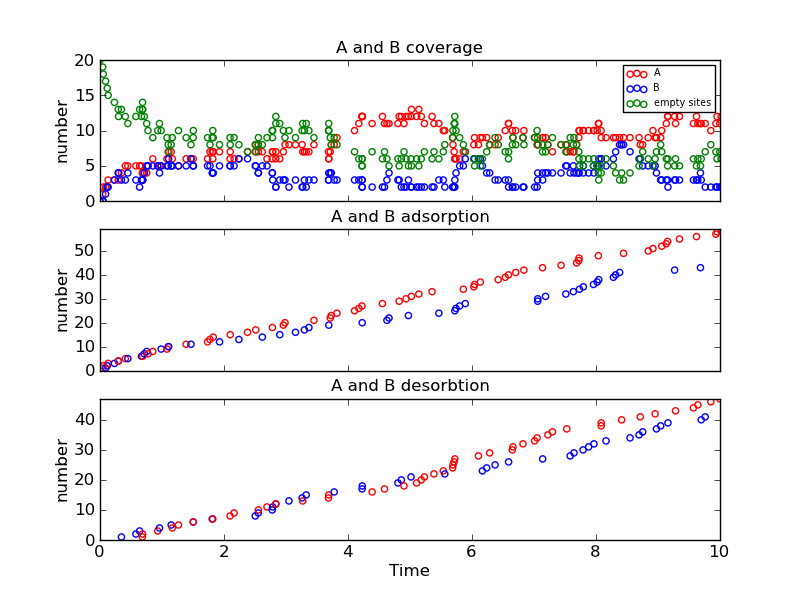 A and B coverage
20
15
10
5
0
number
A
B
empty sites
A and B adsorption
50
40
30
20
10
0
number
A and B desorbtion
40
30
20
10
0
number
0 2 4 6 8 10
Time